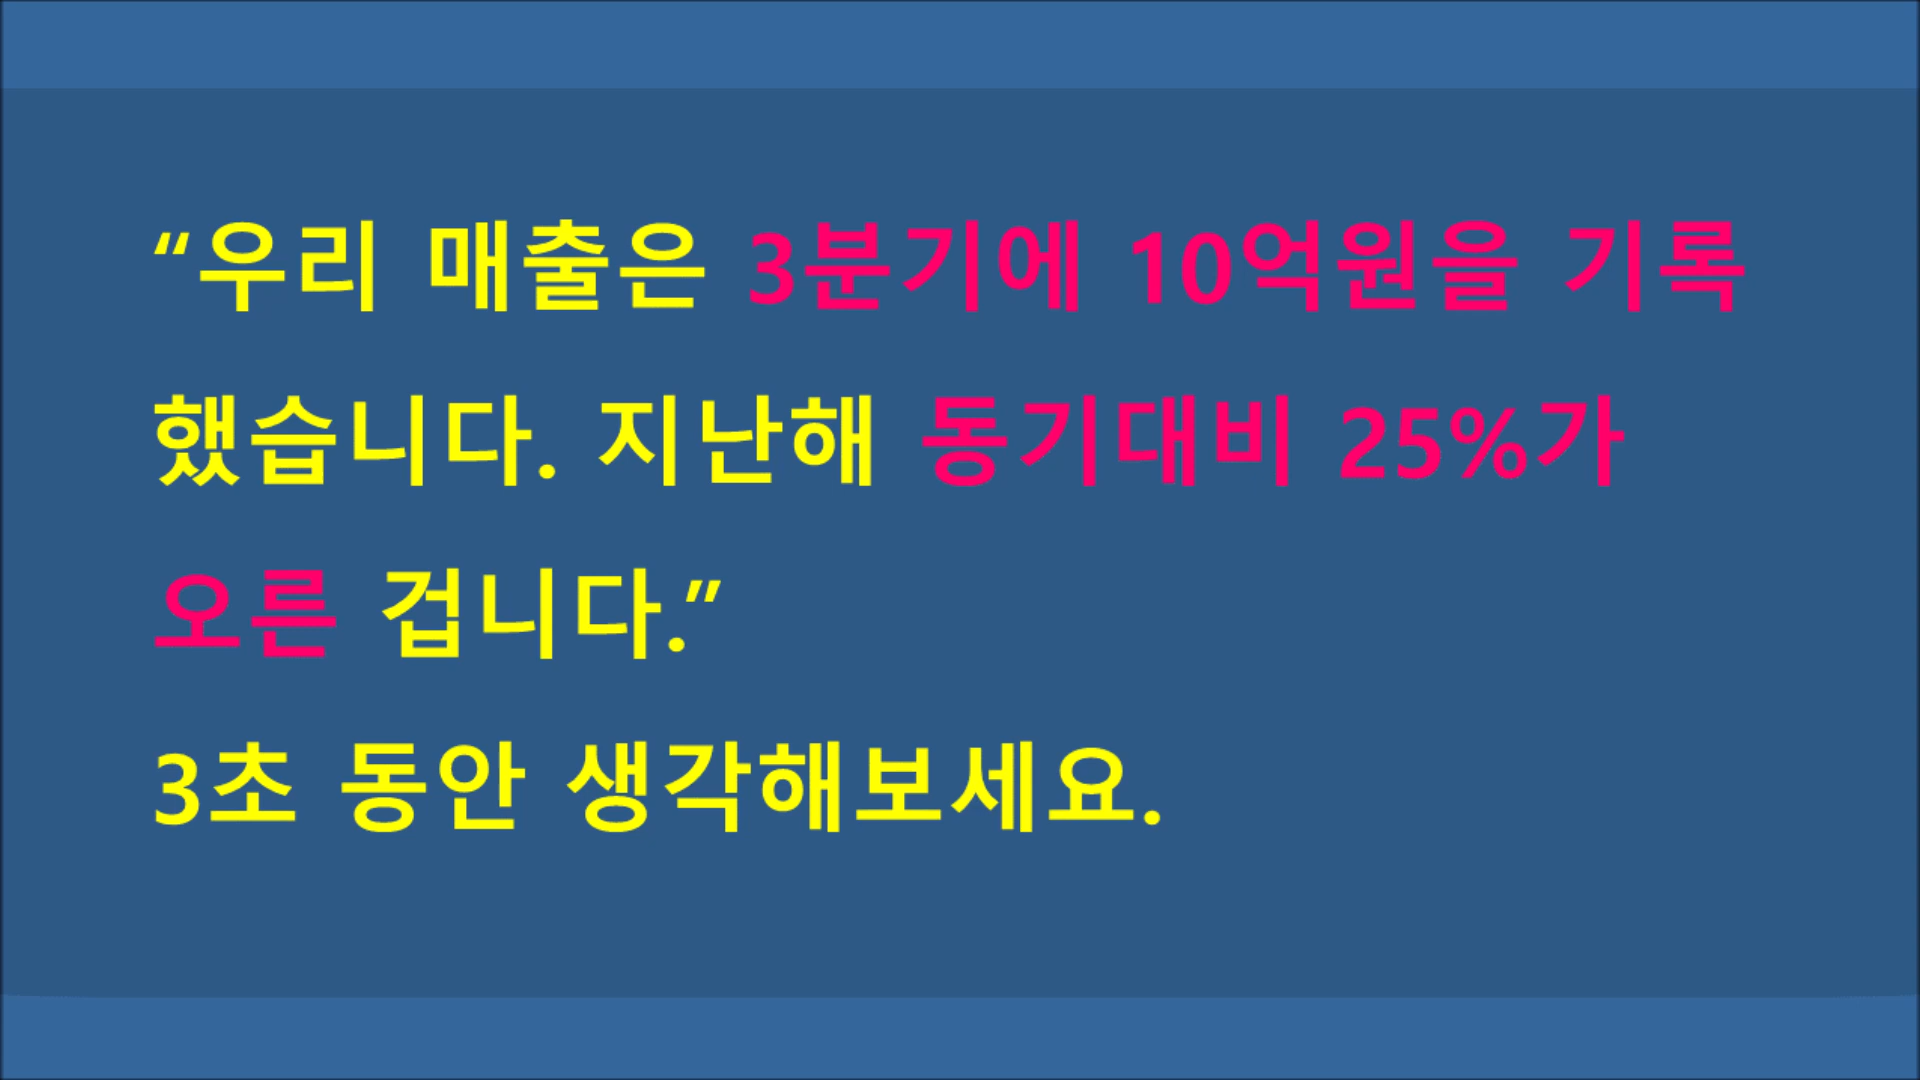 “우리 매출은 3분기에 10억원을 기록
했습니다. 지난해 동기대비 25%가
오른 겁니다.”
3초 동안 생각해보세요.